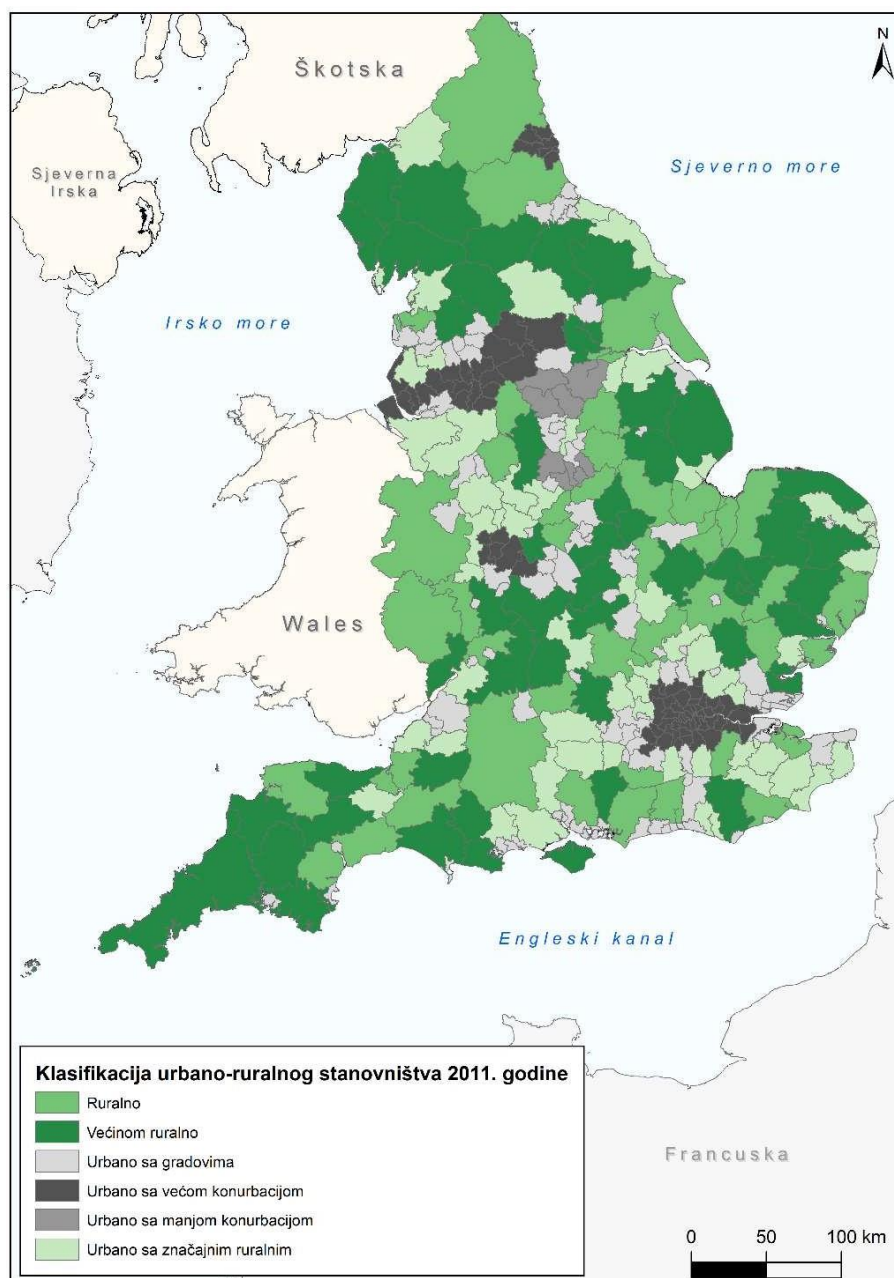 N
Škotska
Sjeverno more
Sjeverna
Irska
Irsko more
Wales
Engleski kanal
Francuska
Klasifikacija urbano-ruralnog stanovništva 2011. godine
Ruralno
Većinom ruralno
Urbano sa gradovima
Urbano sa većom konurbacijom
Urbano sa manjom konurbacijom
Urbano sa značajnim ruralnim
0 50 100 km